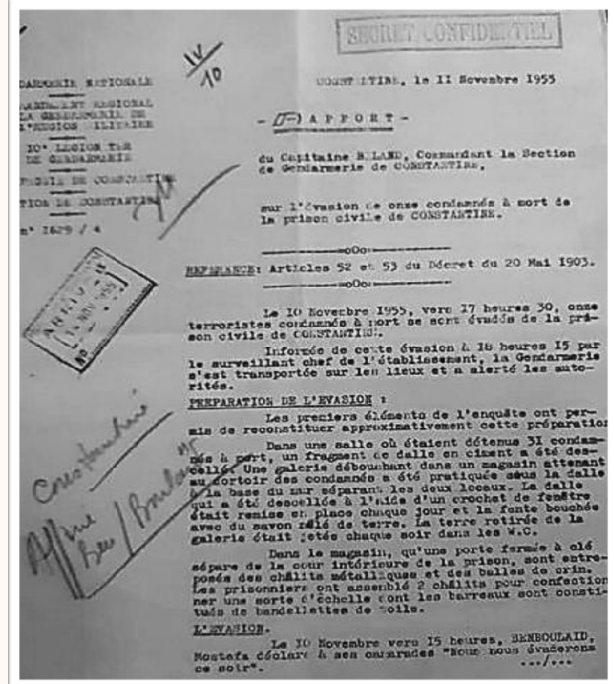 SECRET CONFIDENTIEL
IV
10
DARMERIE NATIONALE
CONSTANTINE, le 11 Novembre 1955
REGIONAL
LA GENDARMERIE DE
REGION MILITAIRE
- RAPPORT -
10° LEGION TER
DE GENDARMERIE
du Capitaine BILAND, Commandant la Section
de Gendarmerie de CONSTANTINE,
DE CONSTANTINE
TION DE CONSTANTINE
n° 1629 / 4
sur l'évasion de onze condamnés à mort de
la prison civile de CONSTANTINE.
---oOo---
REFERENCE: Articles 52 et 53 du Décret du 20 Mai 1903.
---oOo---
ARRIVEE
NOV 1955
Le 10 Novembre 1955, vers 17 heures 30, onze
terroristes condamnés à mort se sont évadés de la pri-
son civile de CONSTANTINE.
Informée de cette évasion à 18 heures 15 par
le surveillant chef de l'établissement, la Gendarmerie
s'est transportée sur les lieux et a alerté les auto-
rités.
PREPARATION DE L'EVASION :
Les premiers éléments de l'enquête ont per-
mis de reconstituer approximativement cette préparation
Dans une salle où étaient détenus 31 condam-
nés à mort, un fragment de dalle en ciment a été des-
cellé. Une galerie débouchant dans un magasin attenant
au dortoir des condamnés a été pratiquée sous la dalle
à la base du mur séparant les deux locaux. La dalle
qui a été descellée à l'aide d'un crochet de fenêtre
était remise en place chaque jour et la fente bouchée
avec du savon mêlé de terre. La terre retirée de la
galerie était jetée chaque soir dans les W.C.
Constantine
Affaire
Ben/Boulaïd
Dans le magasin, qu'une porte fermée à clé
sépare de la cour intérieure de la prison, sont entre-
posés des châlits métalliques et des balles de crin.
Les prisonniers ont assemblé 2 châlits pour confection
ner une sorte d'échelle dont les barreaux sont consti-
tués de bandelettes de toile.
L'EVASION.
Le 10 Novembre vers 15 heures, BENBOULAID,
Mostefa déclare à ses camarades "Nous nous évaderons
ce soir".
.../...